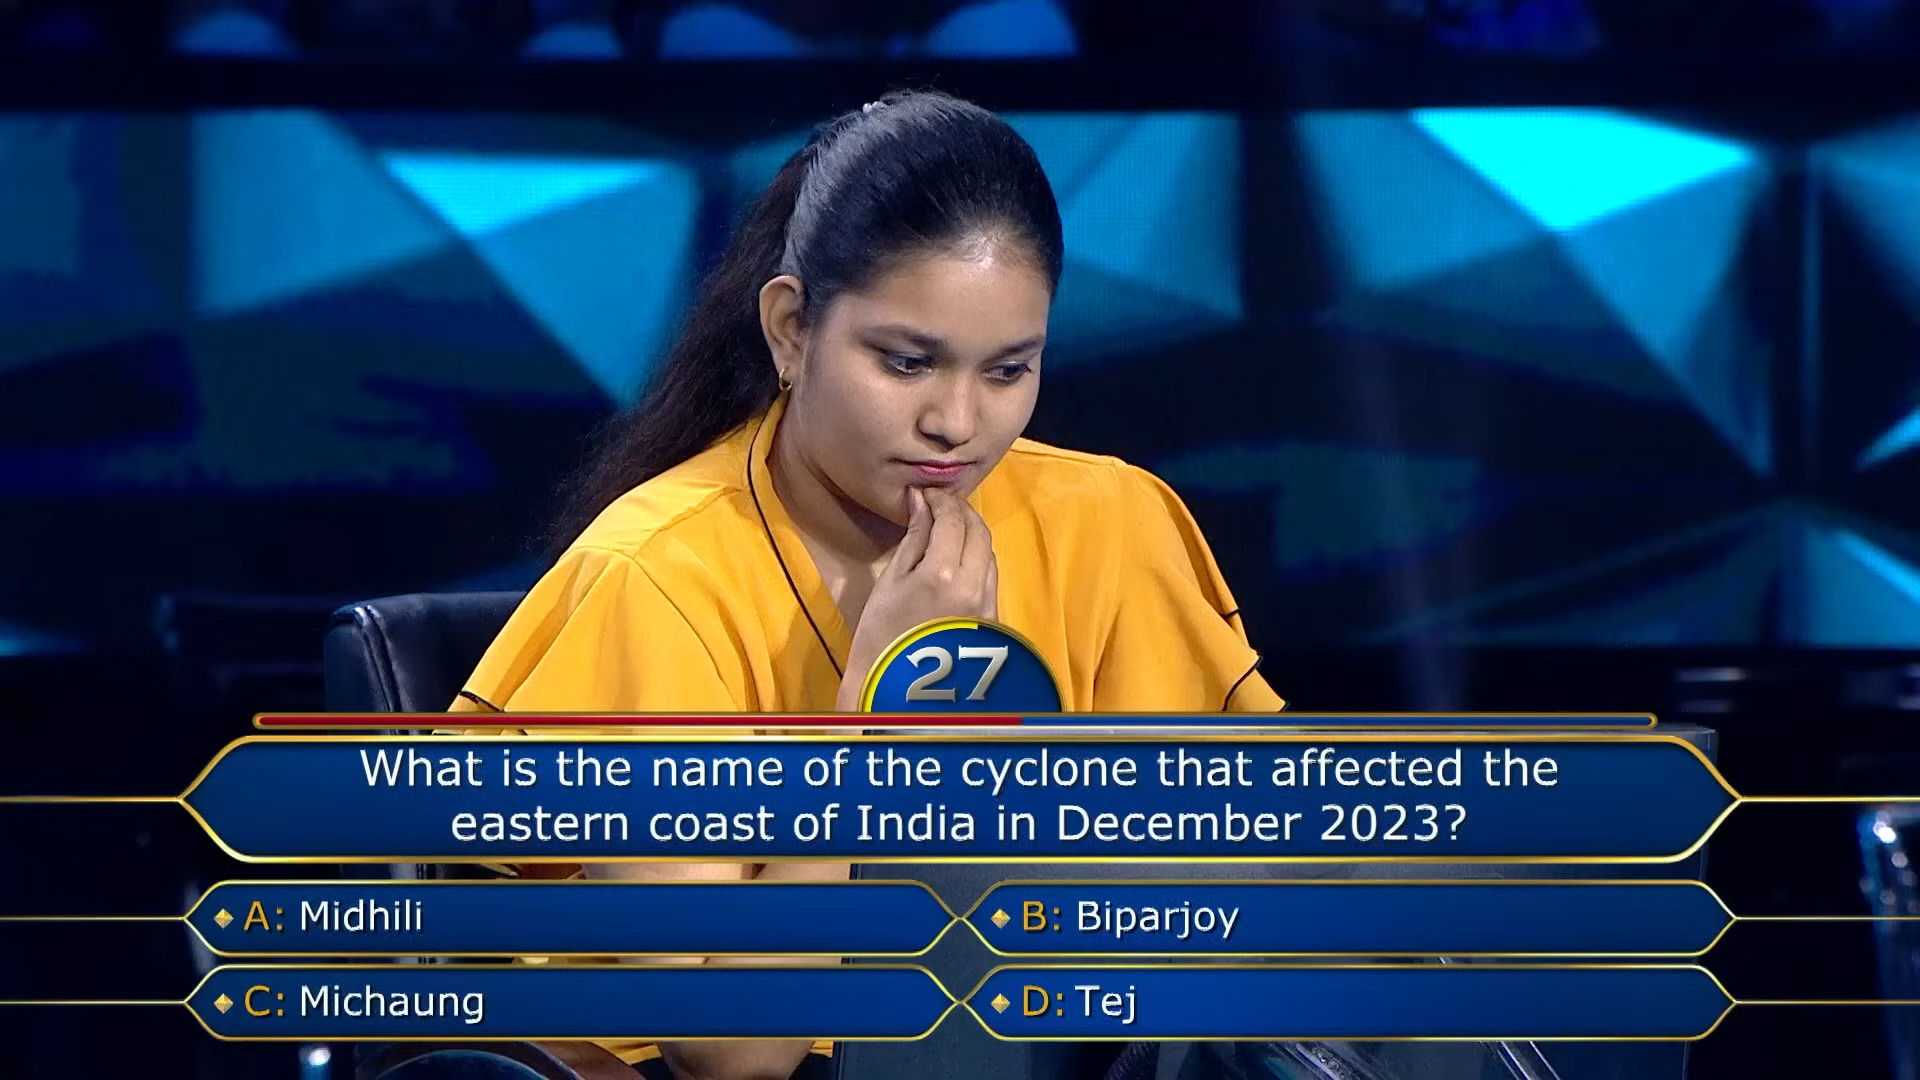 27
What is the name of the cyclone that affected the
eastern coast of India in December 2023?
A: Midhili
B: Biparjoy
C: Michaung
D: Tej